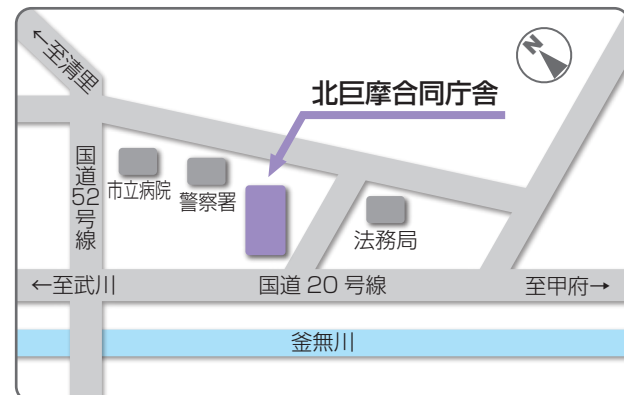 ←至清里
N
北巨摩合同庁舎
国道52号線
市立病院
警察署
法務局
←至武川
国道20号線
至甲府→
釜無川